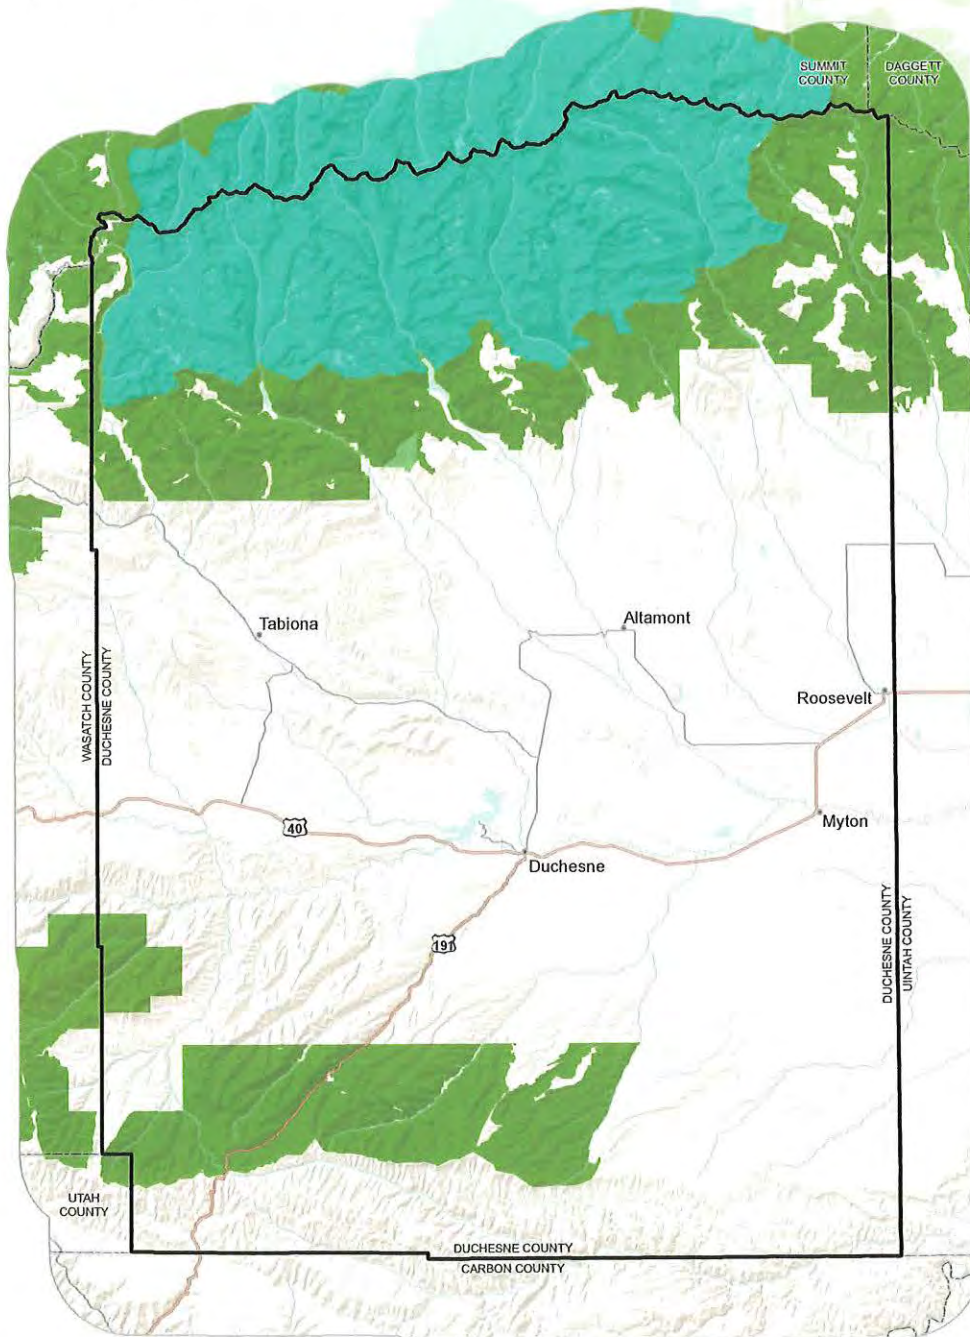 SUMMIT
COUNTY
DAGGETT
COUNTY
Tabiona
Altamont
WASATCH COUNTY
DUCHESNE COUNTY
Roosevelt
40
Myton
Duchesne
191
DUCHESNE COUNTY
UINTAH COUNTY
UTAH
COUNTY
DUCHESNE COUNTY
CARBON COUNTY